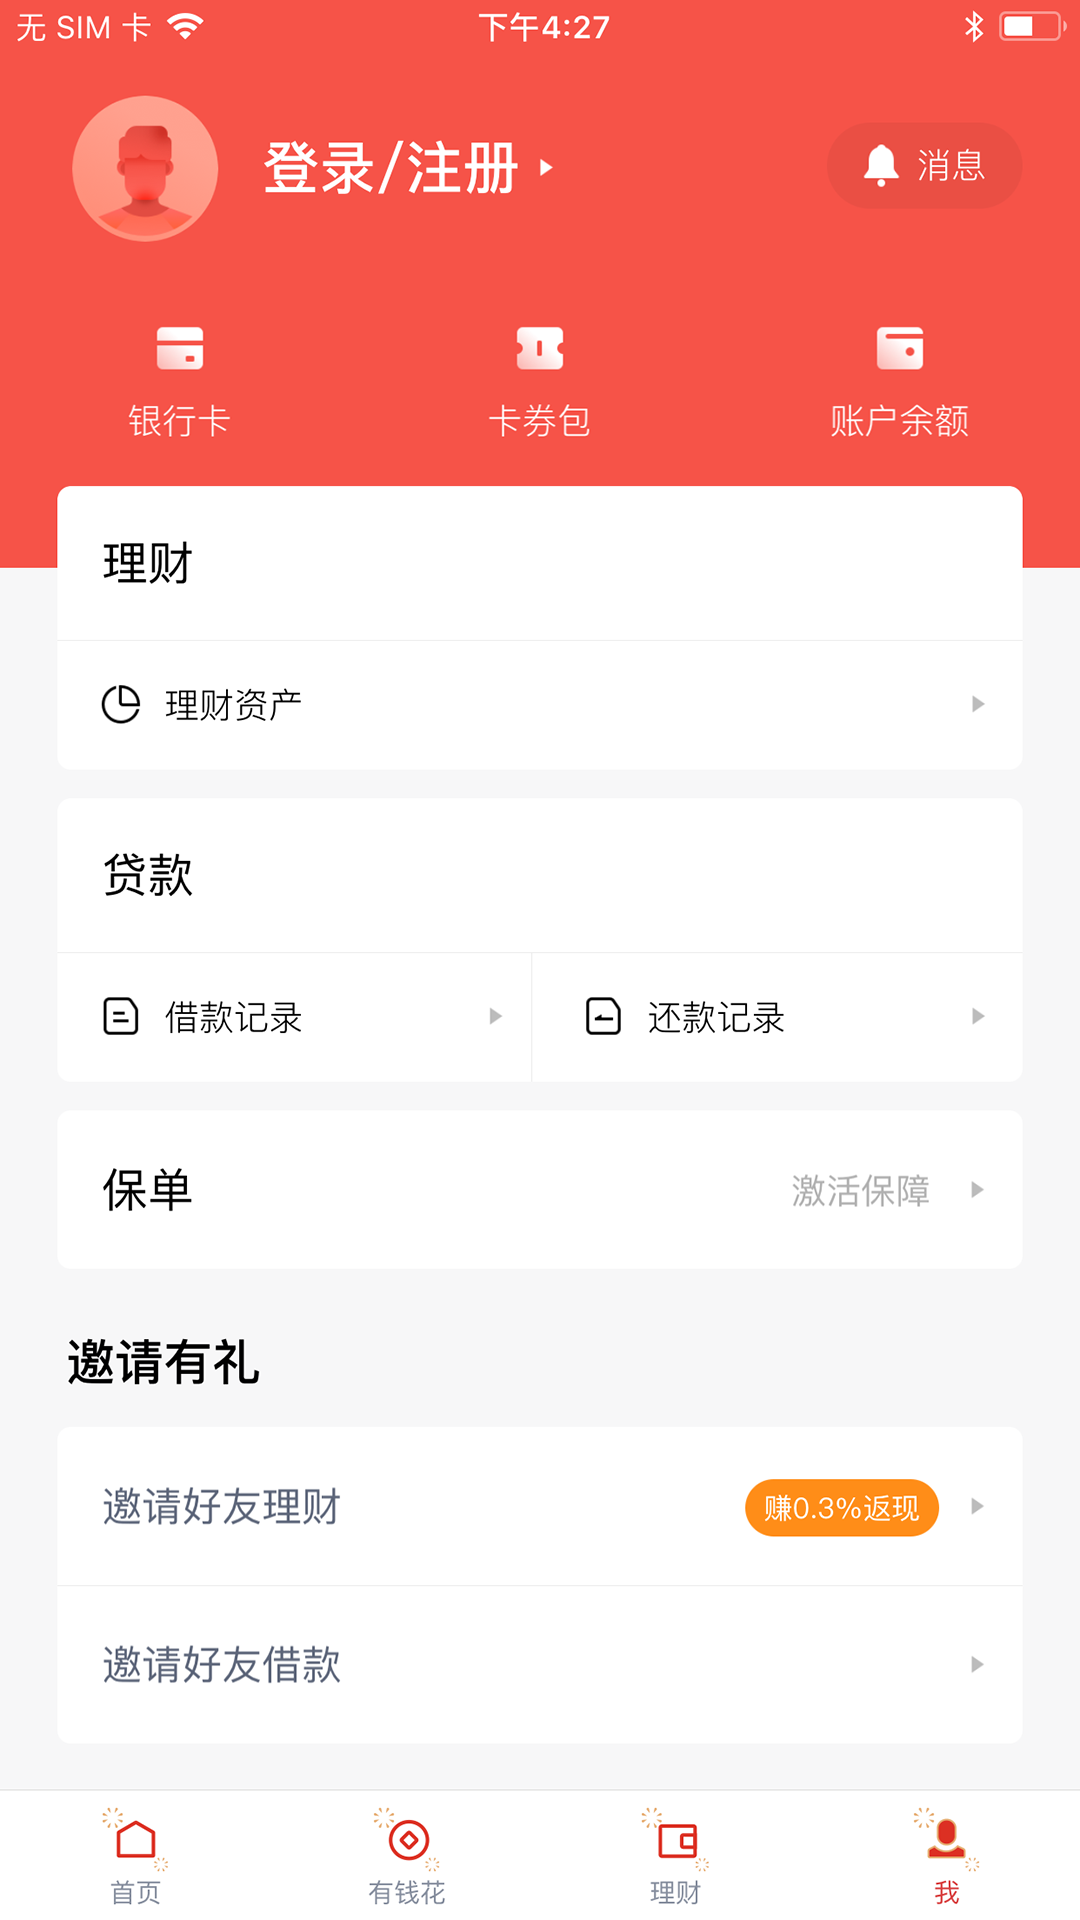 无 SIM 卡 下午4:27
登录/注册 消息
银行卡 卡券包 账户余额
理财
理财资产
贷款
借款记录 还款记录
保单 激活保障
邀请有礼
邀请好友理财 赚0.3%返现
邀请好友借款
首页 有钱花 理财 我